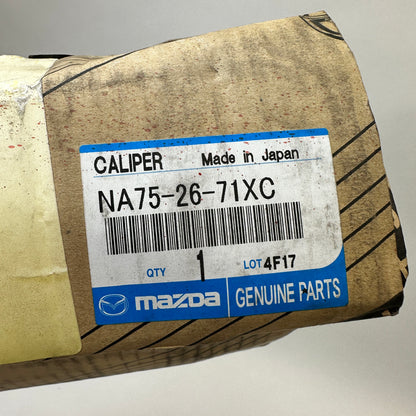 CALIPER Made in Japan
NA75-26-71XC
QTY 1 LOT 4F17
mazda GENUINE PARTS